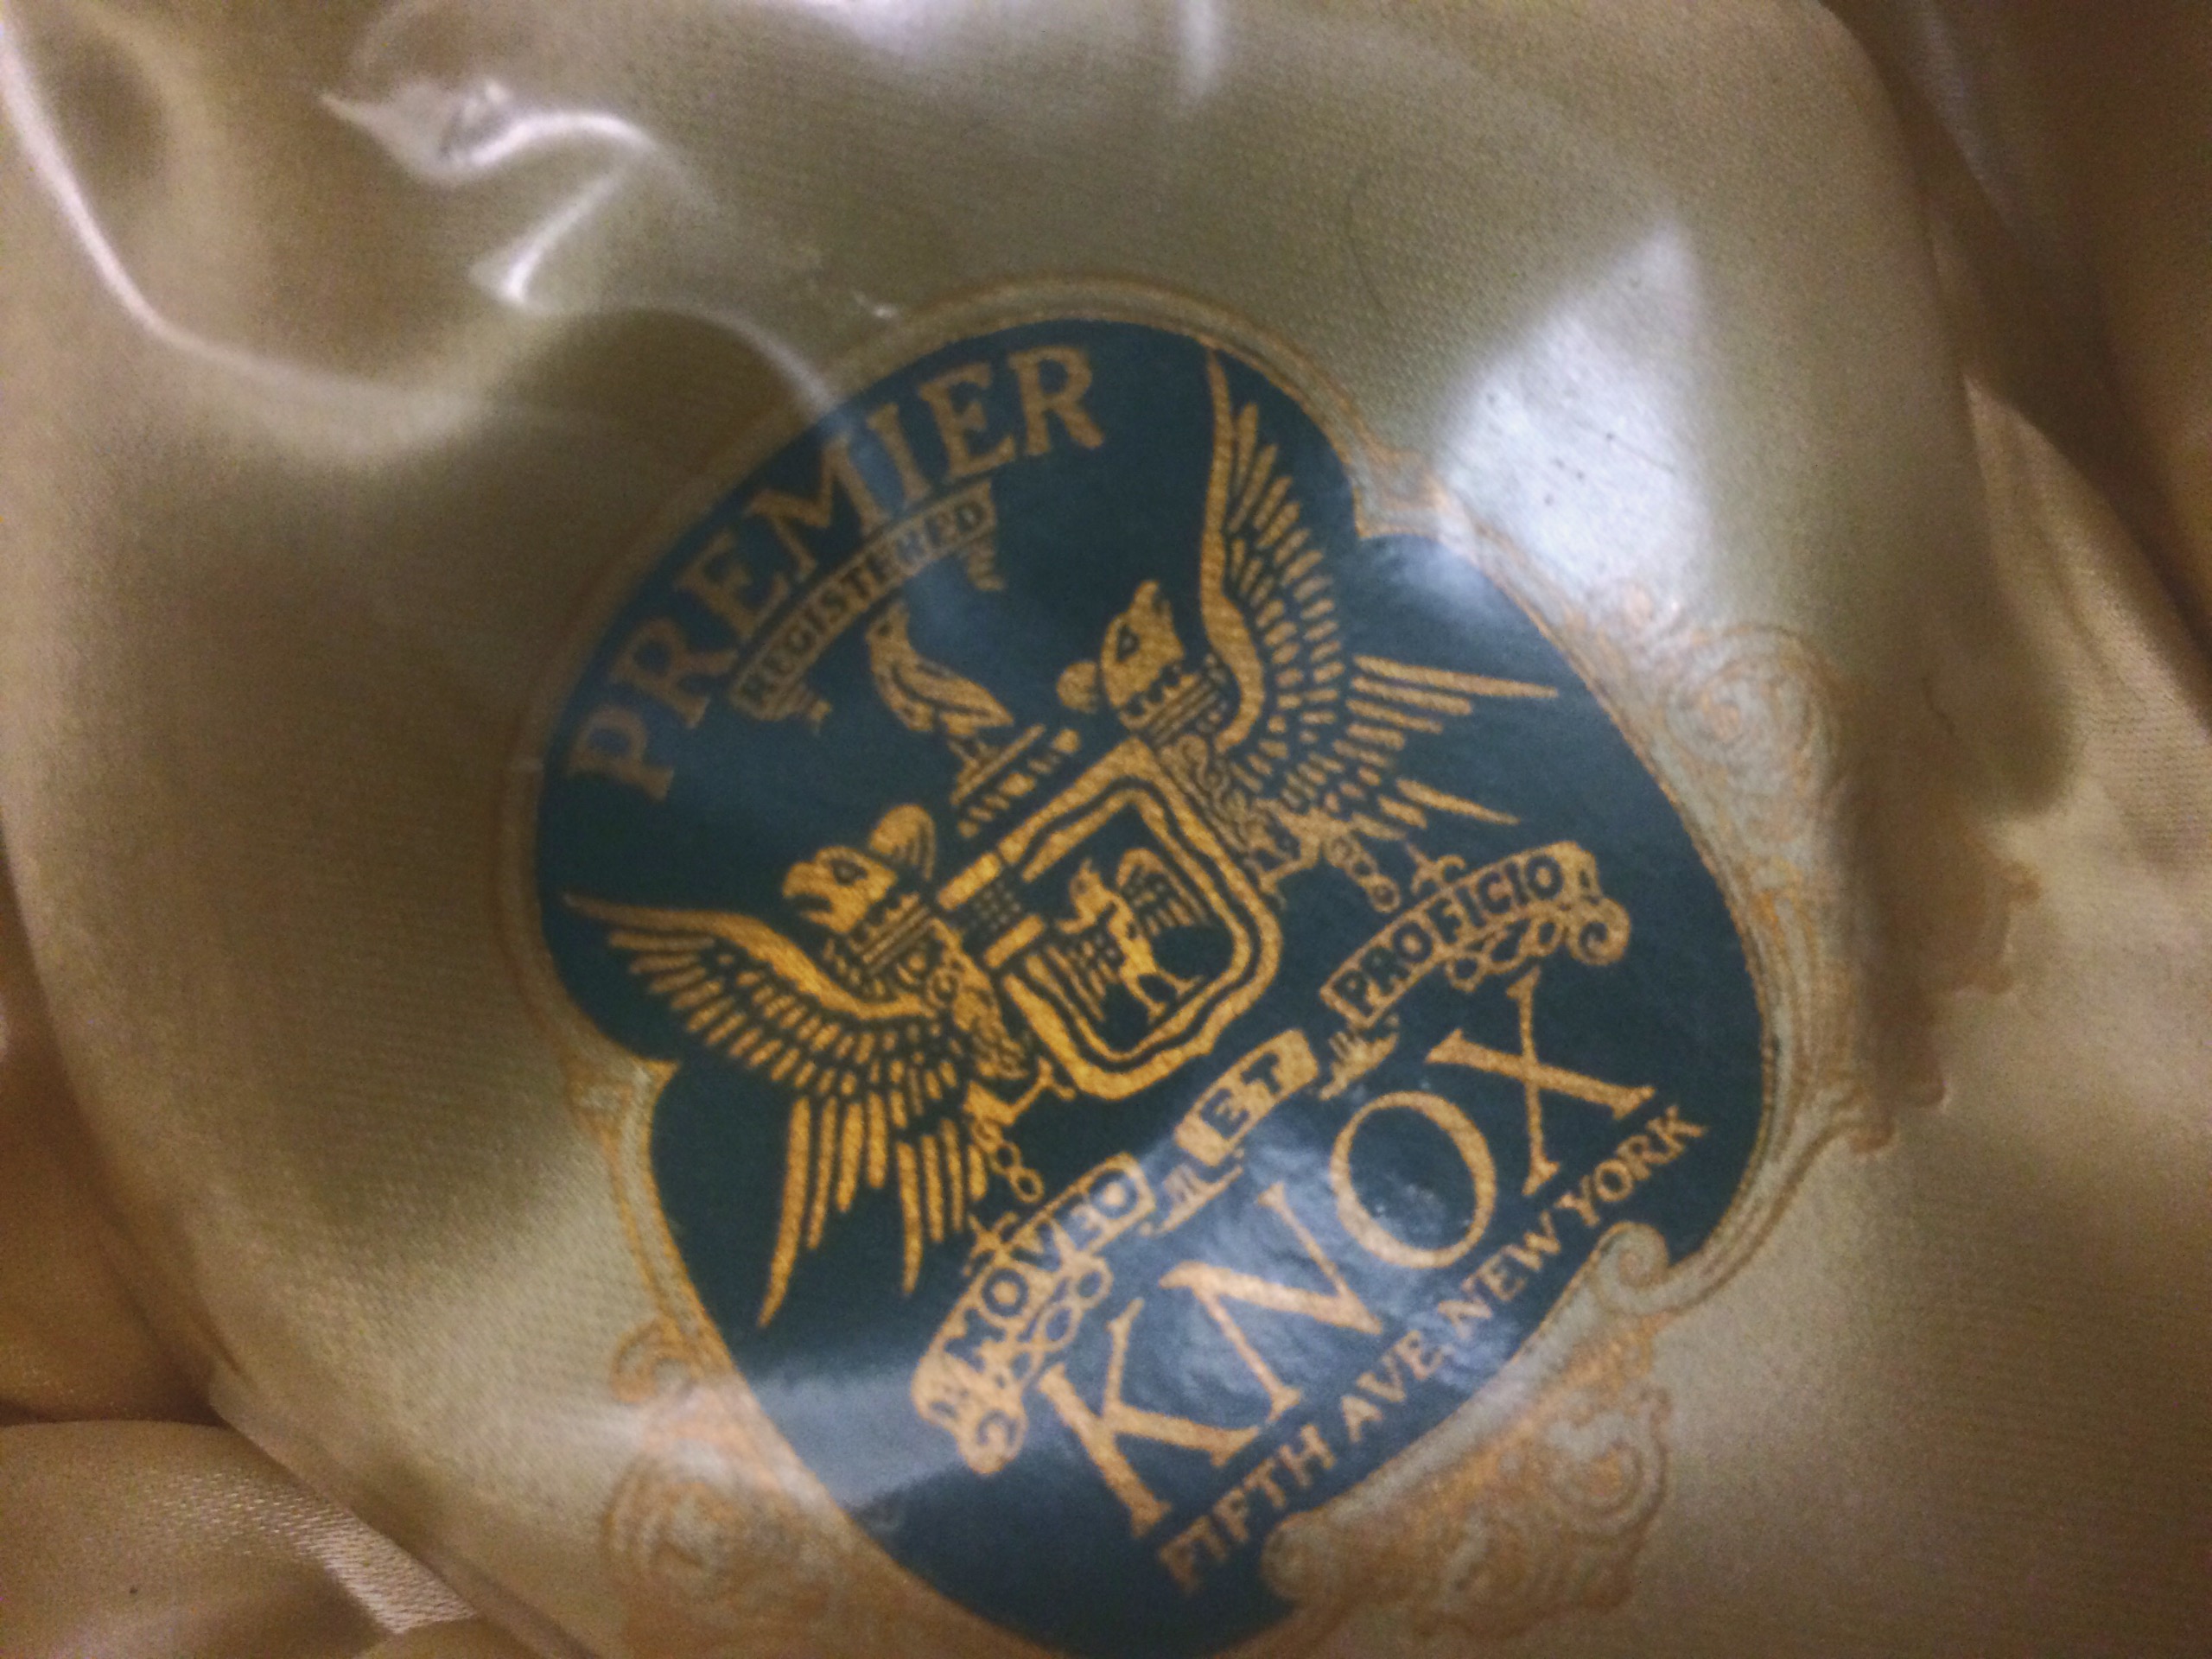 PREMIER
REGISTERED
MOVEO ET PROFICIO
KNOX
FIFTH AVE. NEW YORK